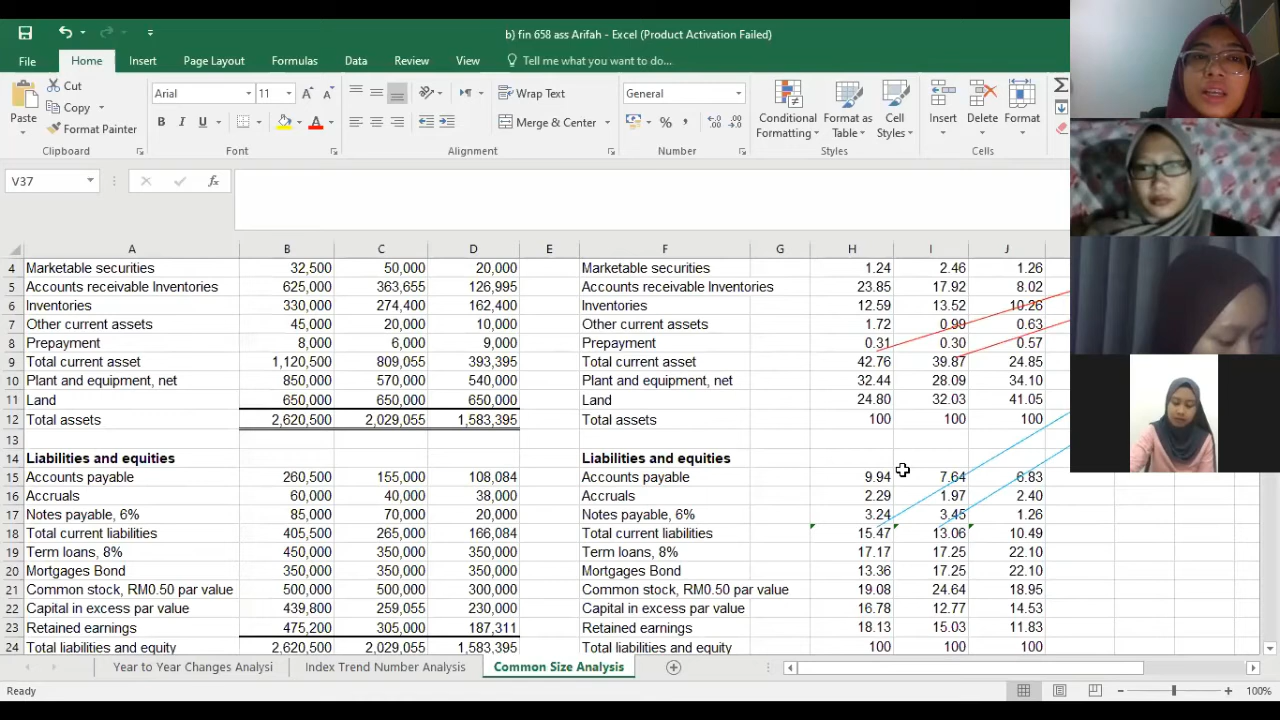 b) fin 658 ass Arifah - Excel (Product Activation Failed)
File Home Insert Page Layout Formulas Data Review View Tell me what you want to do...
Paste Cut Copy Format Painter
Arial 11 B I U
Wrap Text Merge & Center
General % ,
Conditional Formatting Format as Table Cell Styles Insert Delete Format
Clipboard Font Alignment Number Styles Cells
V37 fx
A B C D E F G H I J
4 Marketable securities 32,500 50,000 20,000 Marketable securities 1.24 2.46 1.26
5 Accounts receivable Inventories 625,000 363,655 126,995 Accounts receivable Inventories 23.85 17.92 8.02
6 Inventories 330,000 274,400 162,400 Inventories 12.59 13.52 10.26
7 Other current assets 45,000 20,000 10,000 Other current assets 1.72 0.99 0.63
8 Prepayment 8,000 6,000 9,000 Prepayment 0.31 0.30 0.57
9 Total current asset 1,120,500 809,055 393,395 Total current asset 42.76 39.87 24.85
10 Plant and equipment, net 850,000 570,000 540,000 Plant and equipment, net 32.44 28.09 34.10
11 Land 650,000 650,000 650,000 Land 24.80 32.03 41.05
12 Total assets 2,620,500 2,029,055 1,583,395 Total assets 100 100 100
13
14 Liabilities and equities Liabilities and equities
15 Accounts payable 260,500 155,000 108,084 Accounts payable 9.94 7.64 6.83
16 Accruals 60,000 40,000 38,000 Accruals 2.29 1.97 2.40
17 Notes payable, 6% 85,000 70,000 20,000 Notes payable, 6% 3.24 3.45 1.26
18 Total current liabilities 405,500 265,000 166,084 Total current liabilities 15.47 13.06 10.49
19 Term loans, 8% 450,000 350,000 350,000 Term loans, 8% 17.17 17.25 22.10
20 Mortgages Bond 350,000 350,000 350,000 Mortgages Bond 13.36 17.25 22.10
21 Common stock, RM0.50 par value 500,000 500,000 300,000 Common stock, RM0.50 par value 19.08 24.64 18.95
22 Capital in excess par value 439,800 259,055 230,000 Capital in excess par value 16.78 12.77 14.53
23 Retained earnings 475,200 305,000 187,311 Retained earnings 18.13 15.03 11.83
24 Total liabilities and equity 2,620,500 2,029,055 1,583,395 Total liabilities and equity 100 100 100
Year to Year Changes Analysi Index Trend Number Analysis Common Size Analysis
Ready 100%